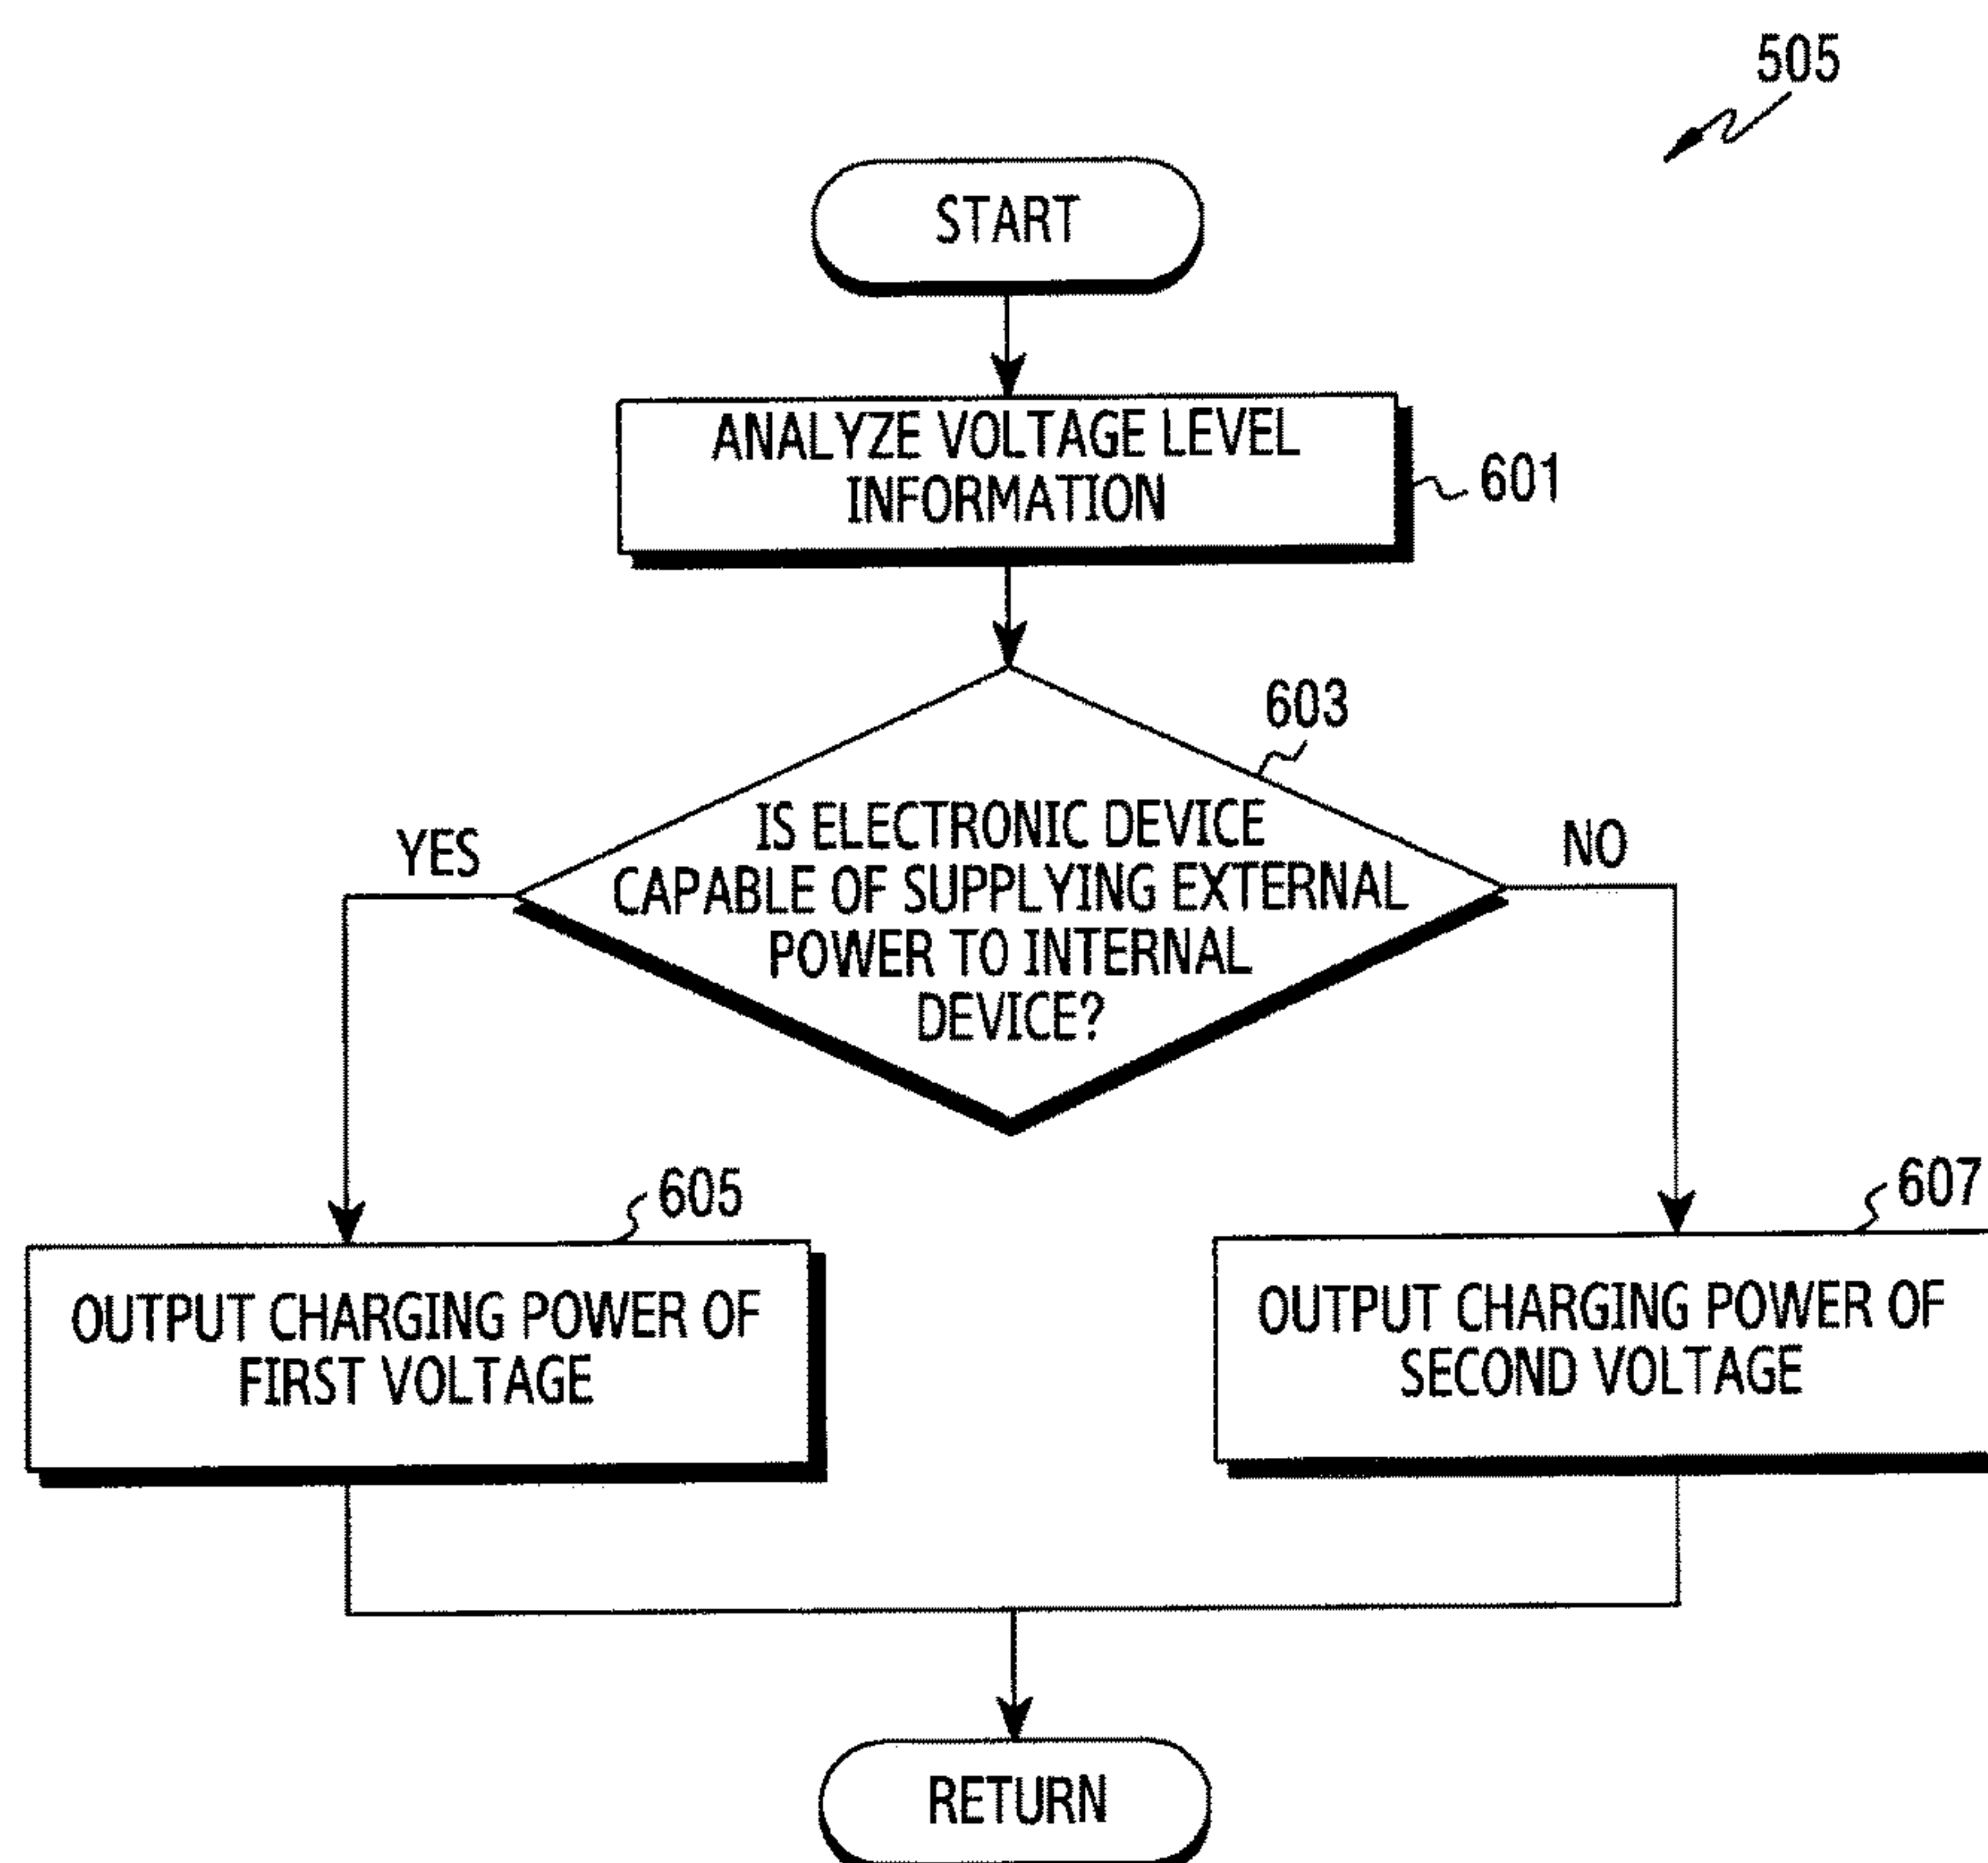 505
START
ANALYZE VOLTAGE LEVEL
INFORMATION
601
603
IS ELECTRONIC DEVICE
CAPABLE OF SUPPLYING EXTERNAL
POWER TO INTERNAL
DEVICE?
YES
NO
605
OUTPUT CHARGING POWER OF
FIRST VOLTAGE
607
OUTPUT CHARGING POWER OF
SECOND VOLTAGE
RETURN